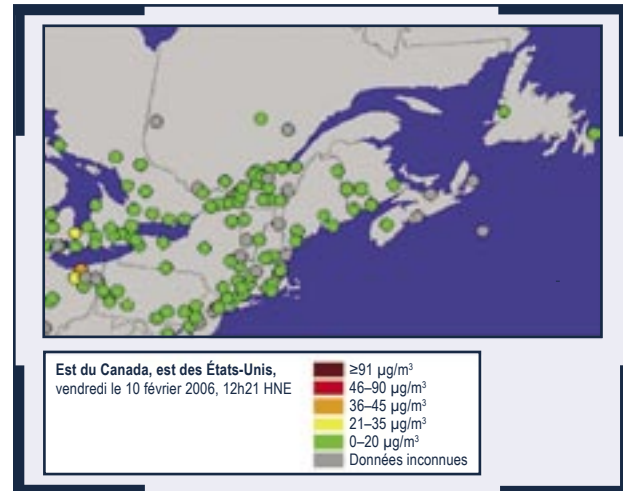 Est du Canada, est des États-Unis,
vendredi le 10 février 2006, 12h21 HNE
≥91 µg/m³
46–90 µg/m³
36–45 µg/m³
21–35 µg/m³
0–20 µg/m³
Données inconnues